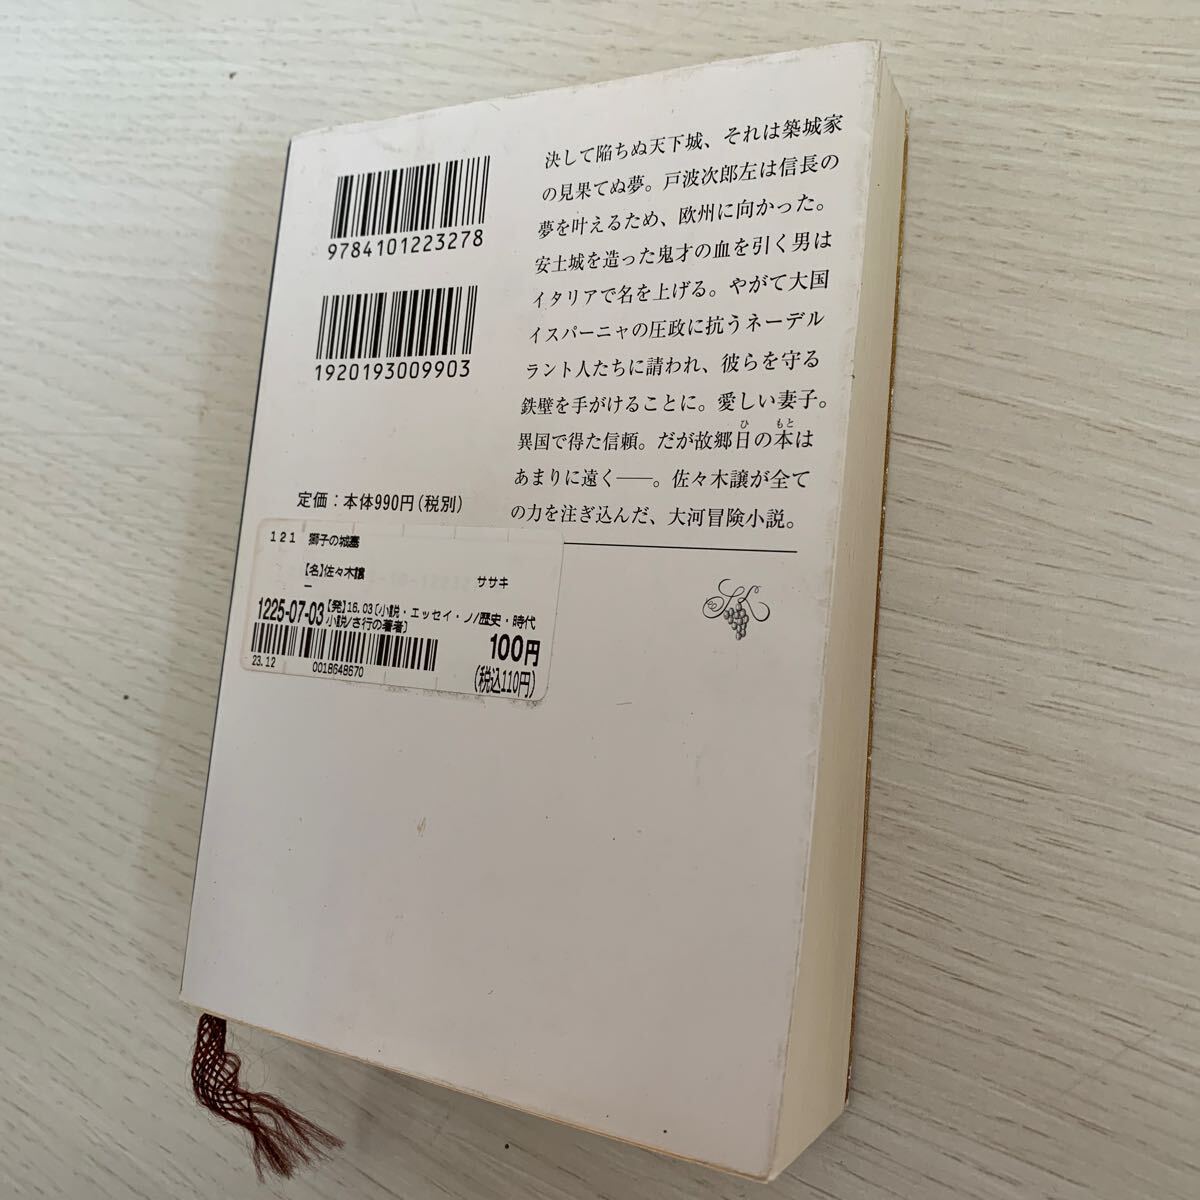 9784101223278
1920193009903
定価：本体990円（税別）
決して陥ちぬ天下城、それは築城家
の見果てぬ夢。戸波次郎左は信長の
夢を叶えるため、欧州に向かった。
安土城を造った鬼才の血を引く男は
イタリアで名を上げる。やがて大国
イスパーニャの圧政に抗うネーデル
ラント人たちに請われ、彼らを守る
鉄壁を手がけることに。愛しい妻子。
ひ もと
異国で得た信頼。だが故郷日の本は
あまりに遠く――。佐々木譲が全て
の力を注ぎ込んだ、大河冒険小説。
121 獅子の城塞
【名】佐々木譲 ササキ
1225-07-03 【発】16.03〔小説・エッセイ・ノ/歴史・時代
小説/さ行の著者〕
100円
(税込110円)
23.12 0018648670